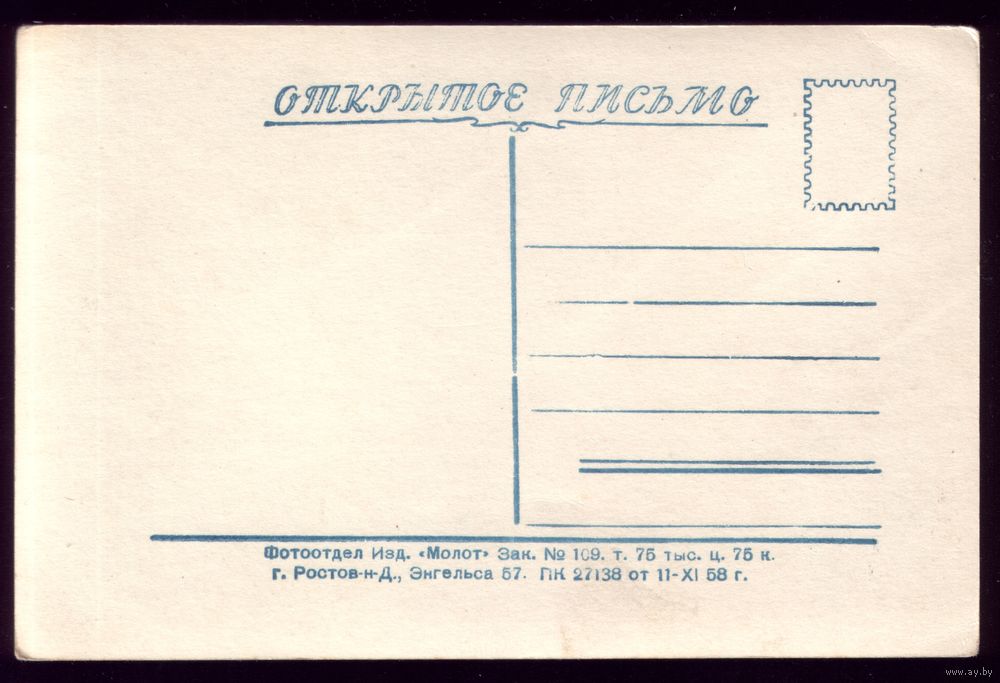 ОТКРЫТОЕ ПИСЬМО
Фотоотдел Изд. «Молот» Зак. № 109. т. 75 тыс. ц. 75 к.
г. Ростов-н-Д., Энгельса 57. ПК 27138 от 11-XI 58 г.
www.ay.by